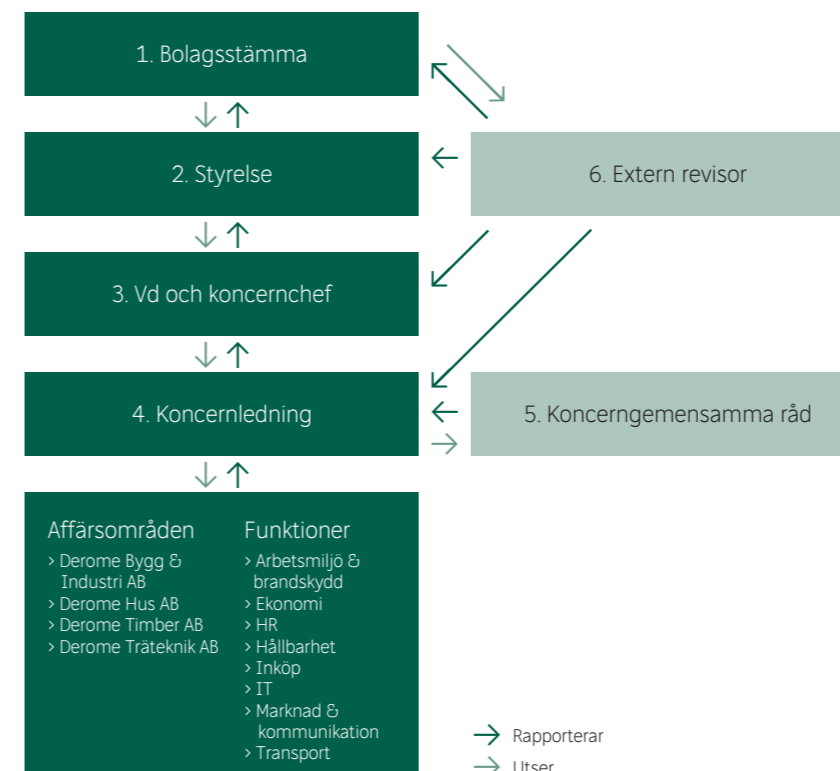 1. Bolagsstämma
2. Styrelse
6. Extern revisor
3. Vd och koncernchef
4. Koncernledning
5. Koncerngemensamma råd
Affärsområden
> Derome Bygg &
Industri AB
> Derome Hus AB
> Derome Timber AB
> Derome Träteknik AB
Funktioner
> Arbetsmiljö &
brandskydd
> Ekonomi
> HR
> Hållbarhet
> Inköp
> IT
> Marknad &
kommunikation
> Transport
Rapporterar
Utser